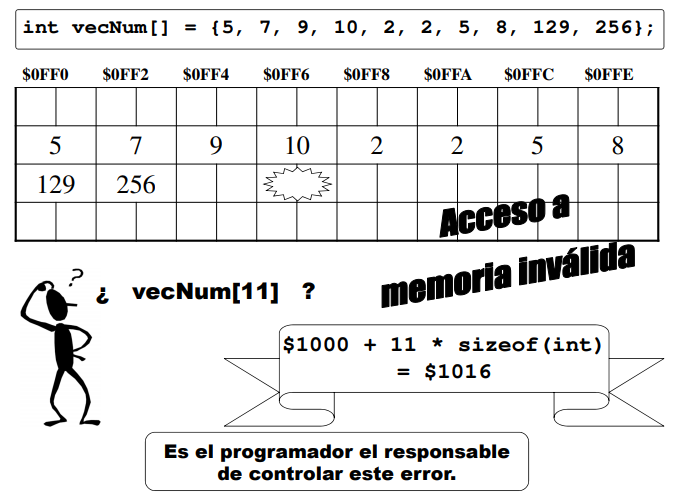 int vecNum[] = {5, 7, 9, 10, 2, 2, 5, 8, 129, 256};
$0FF0 $0FF2 $0FF4 $0FF6 $0FF8 $0FFA $0FFC $0FFE
5 7 9 10 2 2 5 8
129 256
Acceso a
memoria inválida
?
¿ vecNum[11] ?
$1000 + 11 * sizeof(int)
= $1016
Es el programador el responsable
de controlar este error.